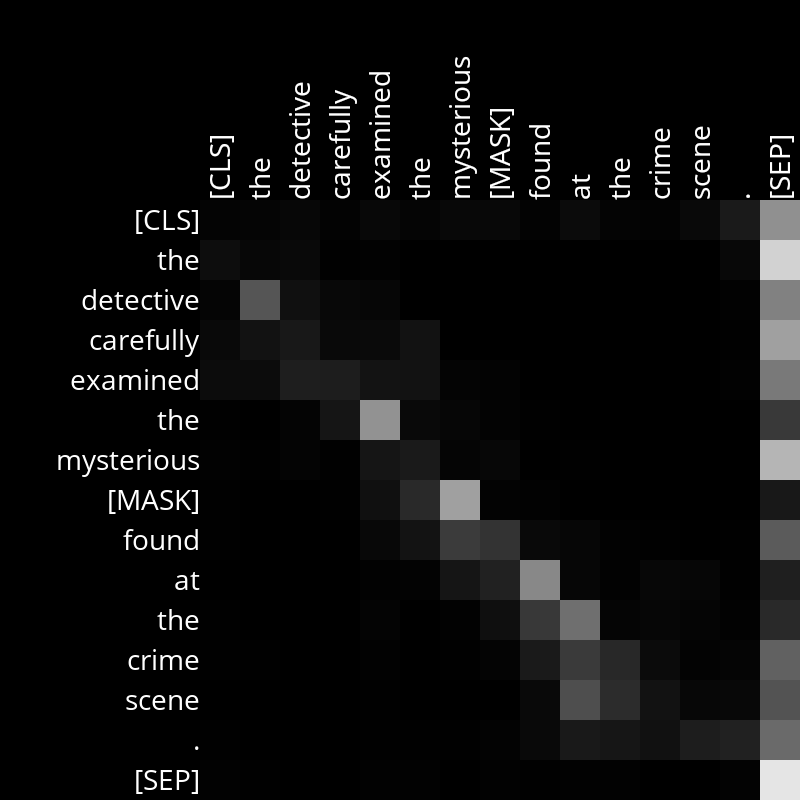 [CLS] the detective carefully examined the mysterious [MASK] found at the crime scene . [SEP]
[CLS]
the
detective
carefully
examined
the
mysterious
[MASK]
found
at
the
crime
scene
.
[SEP]